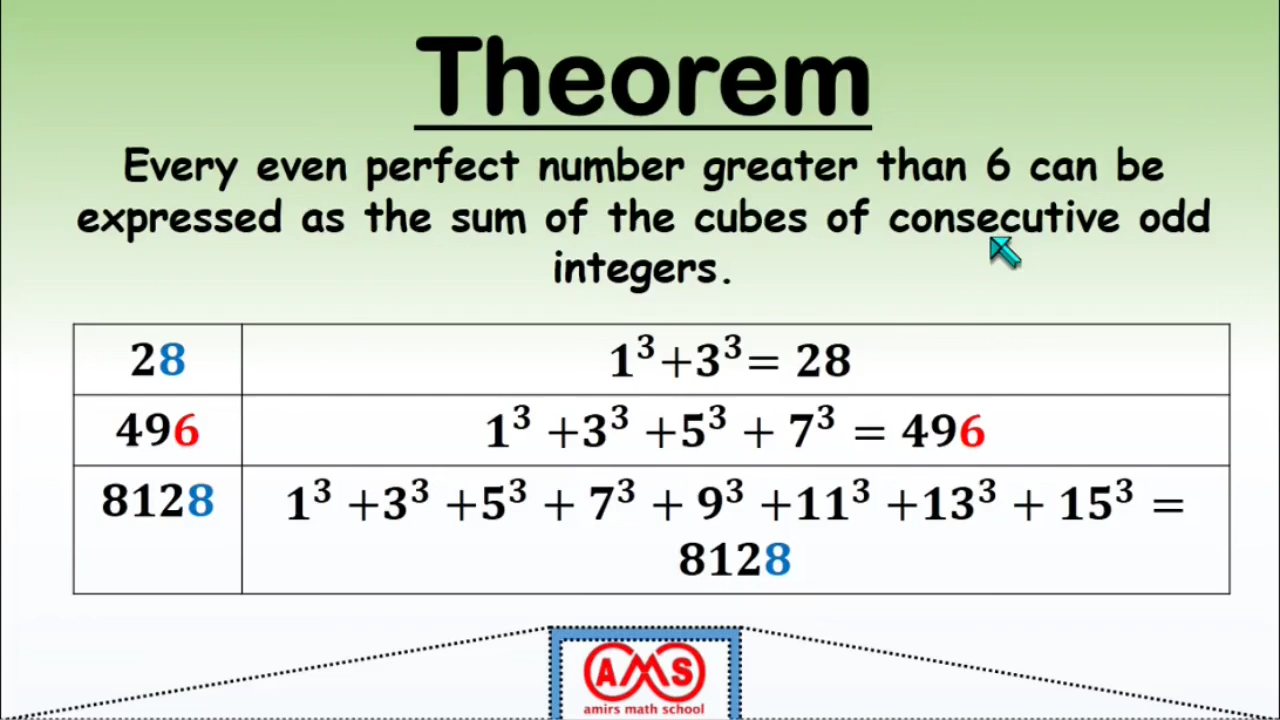 Theorem
Every even perfect number greater than 6 can be
expressed as the sum of the cubes of consecutive odd
integers.
28 1³+3³= 28
496 1³ +3³ +5³ + 7³ = 496
8128 1³ +3³ +5³ + 7³ + 9³ +11³ +13³ + 15³ =
8128
AMS
amirs math school